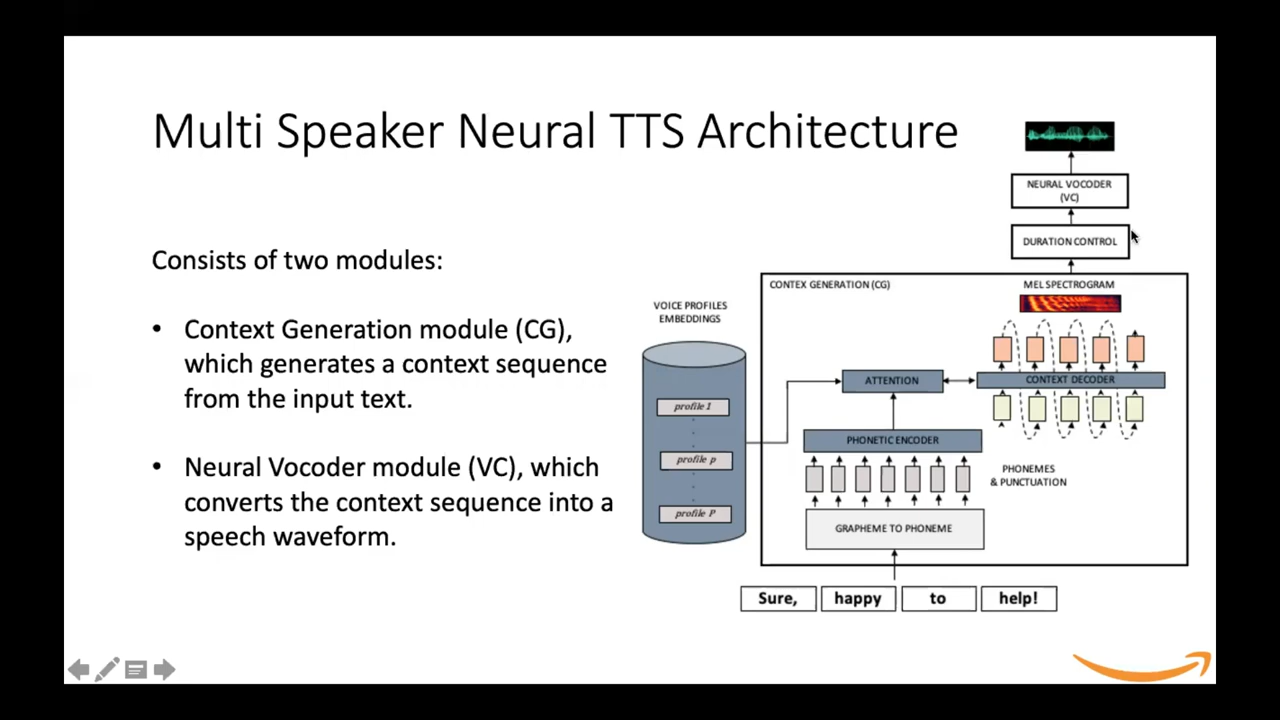 Multi Speaker Neural TTS Architecture
Consists of two modules:
• Context Generation module (CG),
which generates a context sequence
from the input text.
• Neural Vocoder module (VC), which
converts the context sequence into a
speech waveform.
NEURAL VOCODER
(VC)
DURATION CONTROL
CONTEX GENERATION (CG)
MEL SPECTROGRAM
VOICE PROFILES
EMBEDDINGS
profile 1
profile p
profile P
ATTENTION
CONTEXT DECODER
PHONETIC ENCODER
PHONEMES
& PUNCTUATION
GRAPHEME TO PHONEME
Sure, happy to help!